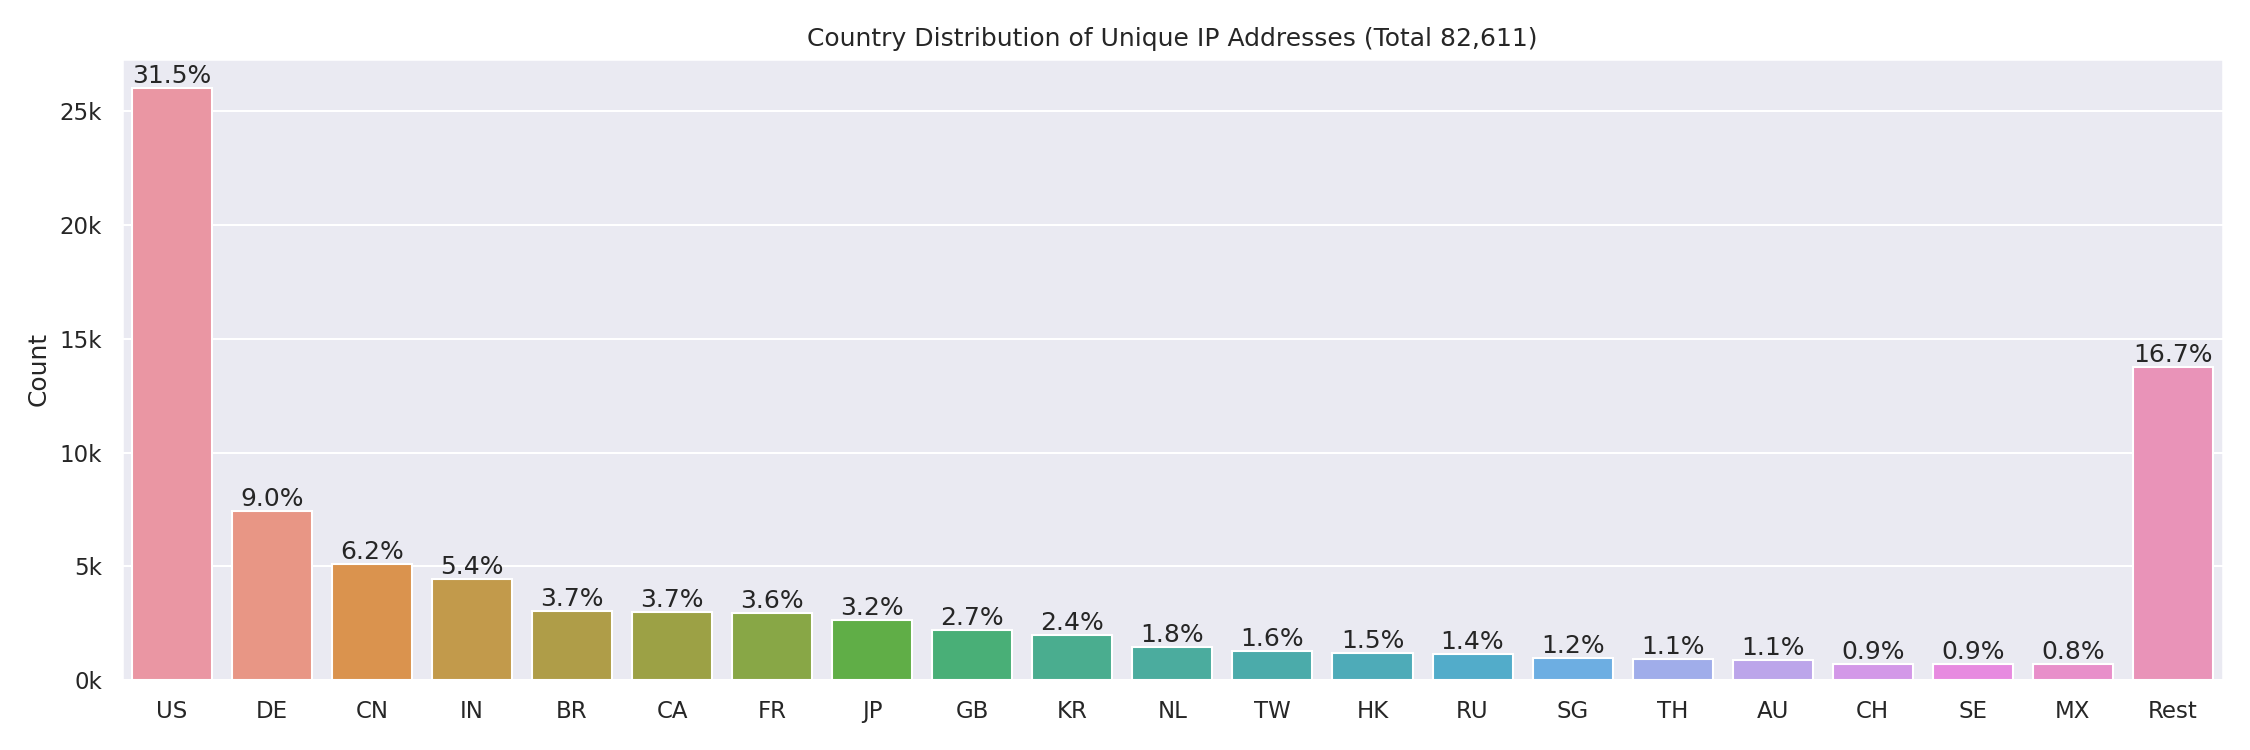 Country Distribution of Unique IP Addresses (Total 82,611)
Count
25k
20k
15k
10k
5k
0k
31.5%
9.0%
6.2%
5.4%
3.7%
3.7%
3.6%
3.2%
2.7%
2.4%
1.8%
1.6%
1.5%
1.4%
1.2%
1.1%
1.1%
0.9%
0.9%
0.8%
16.7%
US DE CN IN BR CA FR JP GB KR NL TW HK RU SG TH AU CH SE MX Rest